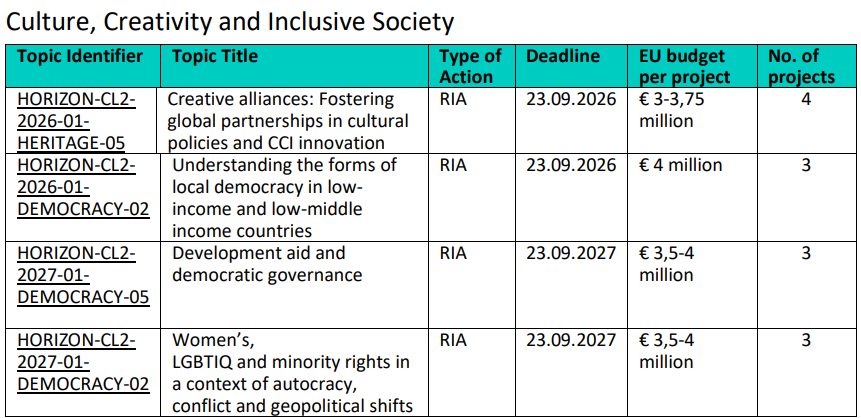 Culture, Creativity and Inclusive Society
Topic Identifier Topic Title Type of Action Deadline EU budget per project No. of projects
HORIZON-CL2-2026-01-HERITAGE-05 Creative alliances: Fostering global partnerships in cultural policies and CCI innovation RIA 23.09.2026 € 3-3,75 million 4
HORIZON-CL2-2026-01-DEMOCRACY-02 Understanding the forms of local democracy in low-income and low-middle income countries RIA 23.09.2026 € 4 million 3
HORIZON-CL2-2027-01-DEMOCRACY-05 Development aid and democratic governance RIA 23.09.2027 € 3,5-4 million 3
HORIZON-CL2-2027-01-DEMOCRACY-02 Women’s, LGBTIQ and minority rights in a context of autocracy, conflict and geopolitical shifts RIA 23.09.2027 € 3,5-4 million 3